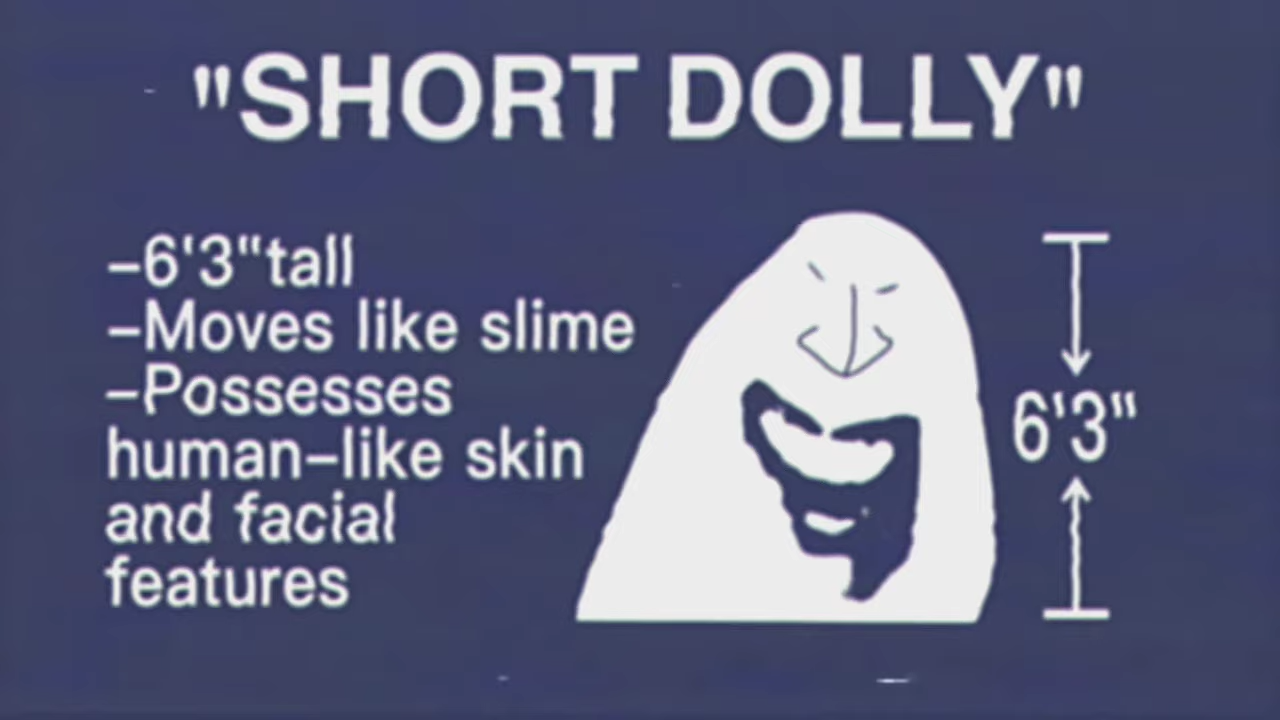 "SHORT DOLLY"
–6'3"tall
–Moves like slime
–Possesses
human–like skin
and facial
features
6'3"